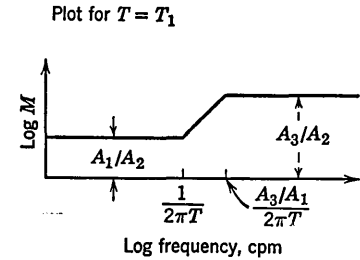 Plot for T = T₁
Log M
A₁/A₂
A₃/A₂
1/2πT
A₃/A₁/2πT
Log frequency, cpm